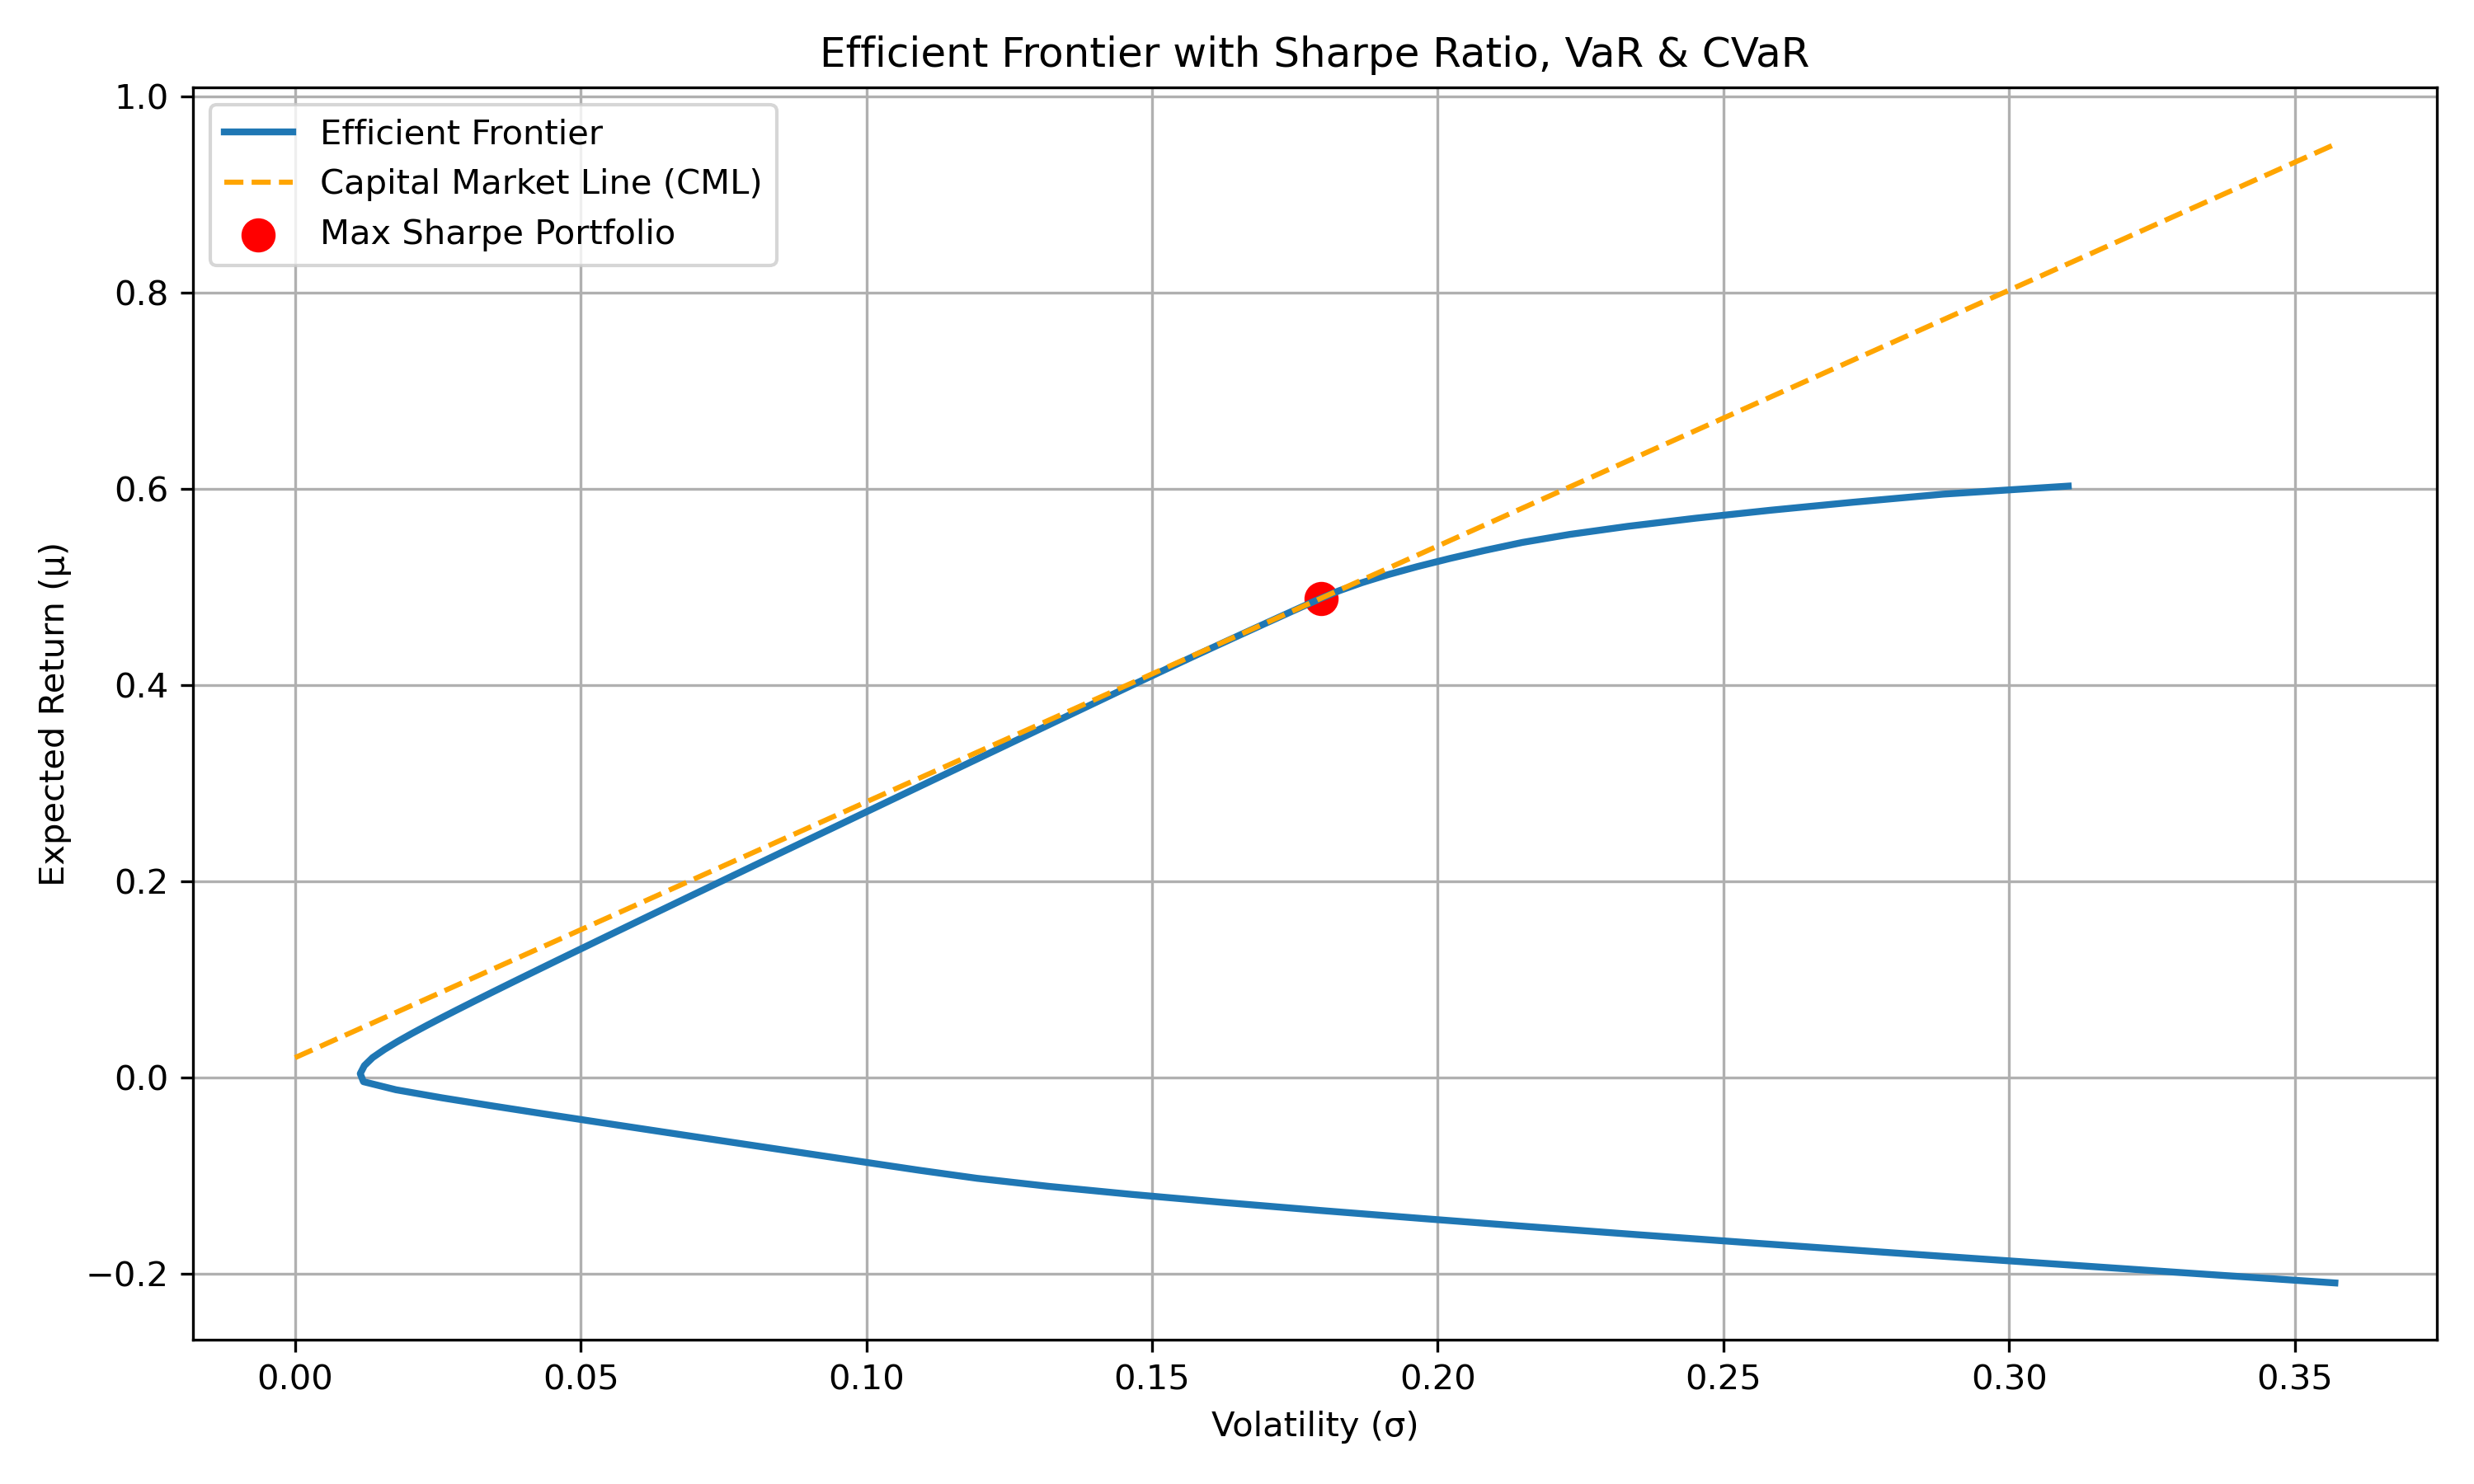 Efficient Frontier with Sharpe Ratio, VaR & CVaR
Efficient Frontier
Capital Market Line (CML)
Max Sharpe Portfolio
Expected Return (μ)
1.0
0.8
0.6
0.4
0.2
0.0
−0.2
0.00 0.05 0.10 0.15 0.20 0.25 0.30 0.35
Volatility (σ)